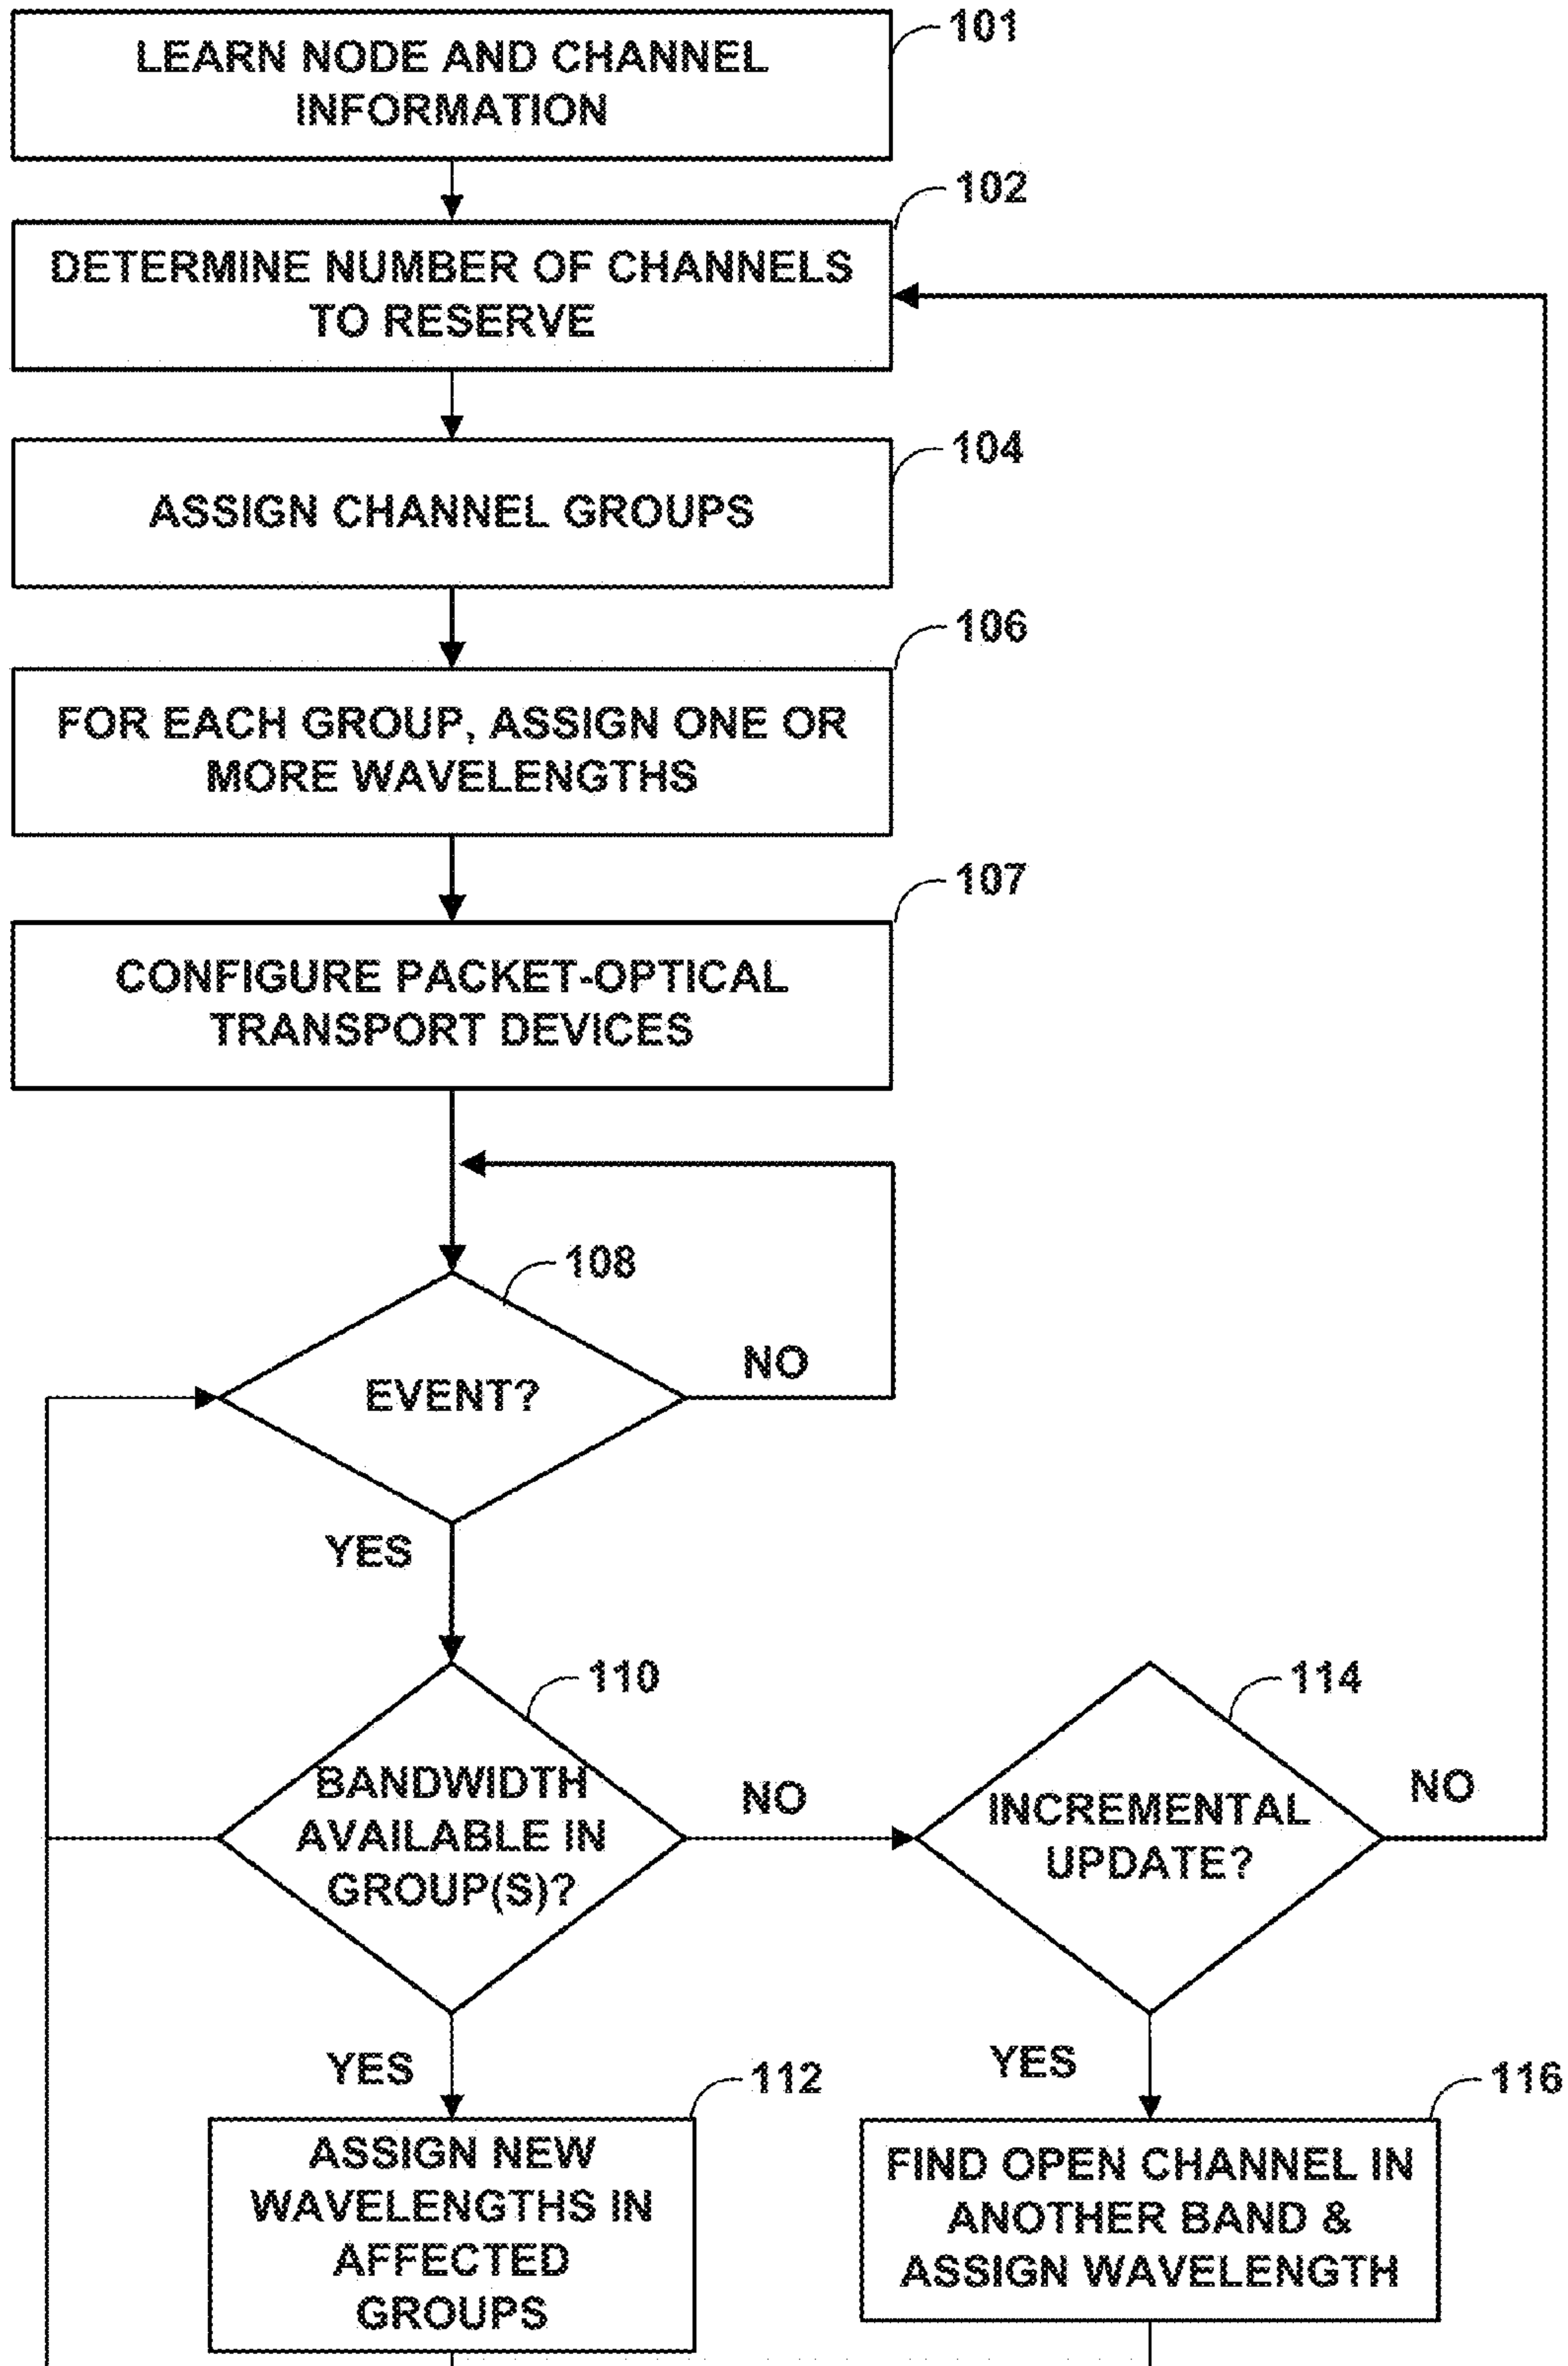 101
LEARN NODE AND CHANNEL
INFORMATION
102
DETERMINE NUMBER OF CHANNELS
TO RESERVE
104
ASSIGN CHANNEL GROUPS
106
FOR EACH GROUP, ASSIGN ONE OR
MORE WAVELENGTHS
107
CONFIGURE PACKET-OPTICAL
TRANSPORT DEVICES
108
EVENT?
NO
YES
110
BANDWIDTH
AVAILABLE IN
GROUP(S)?
NO
YES
114
INCREMENTAL
UPDATE?
NO
YES
112
ASSIGN NEW
WAVELENGTHS IN
AFFECTED
GROUPS
116
FIND OPEN CHANNEL IN
ANOTHER BAND &
ASSIGN WAVELENGTH